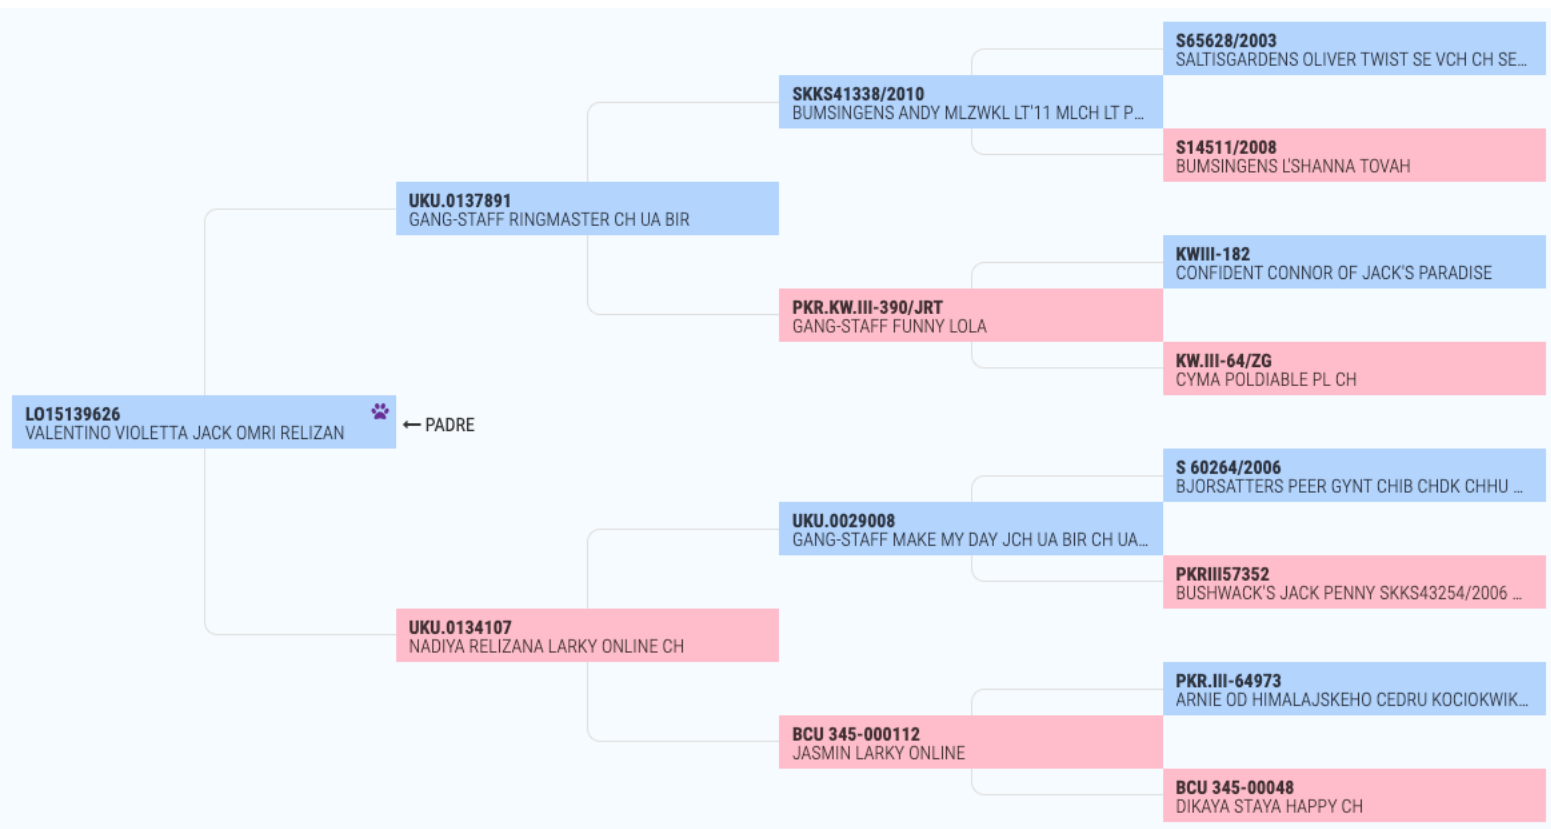 S65628/2003
SALTISGARDENS OLIVER TWIST SE VCH CH SE...
SKKS41338/2010
BUMSINGENS ANDY MLZWKL LT'11 MLCH LT P...
S14511/2008
BUMSINGENS L'SHANNA TOVAH
UKU.0137891
GANG-STAFF RINGMASTER CH UA BIR
KWIII-182
CONFIDENT CONNOR OF JACK'S PARADISE
PKR.KW.III-390/JRT
GANG-STAFF FUNNY LOLA
KW.III-64/ZG
CYMA POLDIABLE PL CH
LO15139626
VALENTINO VIOLETTA JACK OMRI RELIZAN
← PADRE
S 60264/2006
BJORSATTERS PEER GYNT CHIB CHDK CHHU ...
UKU.0029008
GANG-STAFF MAKE MY DAY JCH UA BIR CH UA...
PKRIII57352
BUSHWACK'S JACK PENNY SKKS43254/2006 ...
UKU.0134107
NADIYA RELIZANA LARKY ONLINE CH
PKR.III-64973
ARNIE OD HIMALAJSKEHO CEDRU KOCIOKWIK...
BCU 345-000112
JASMIN LARKY ONLINE
BCU 345-00048
DIKAYA STAYA HAPPY CH